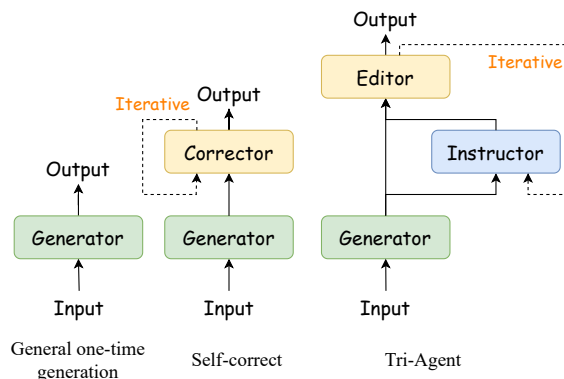 Output
Generator
Input
General one-time
generation
Output
Iterative
Corrector
Generator
Input
Self-correct
Output
Iterative
Editor
Instructor
Generator
Input
Tri-Agent